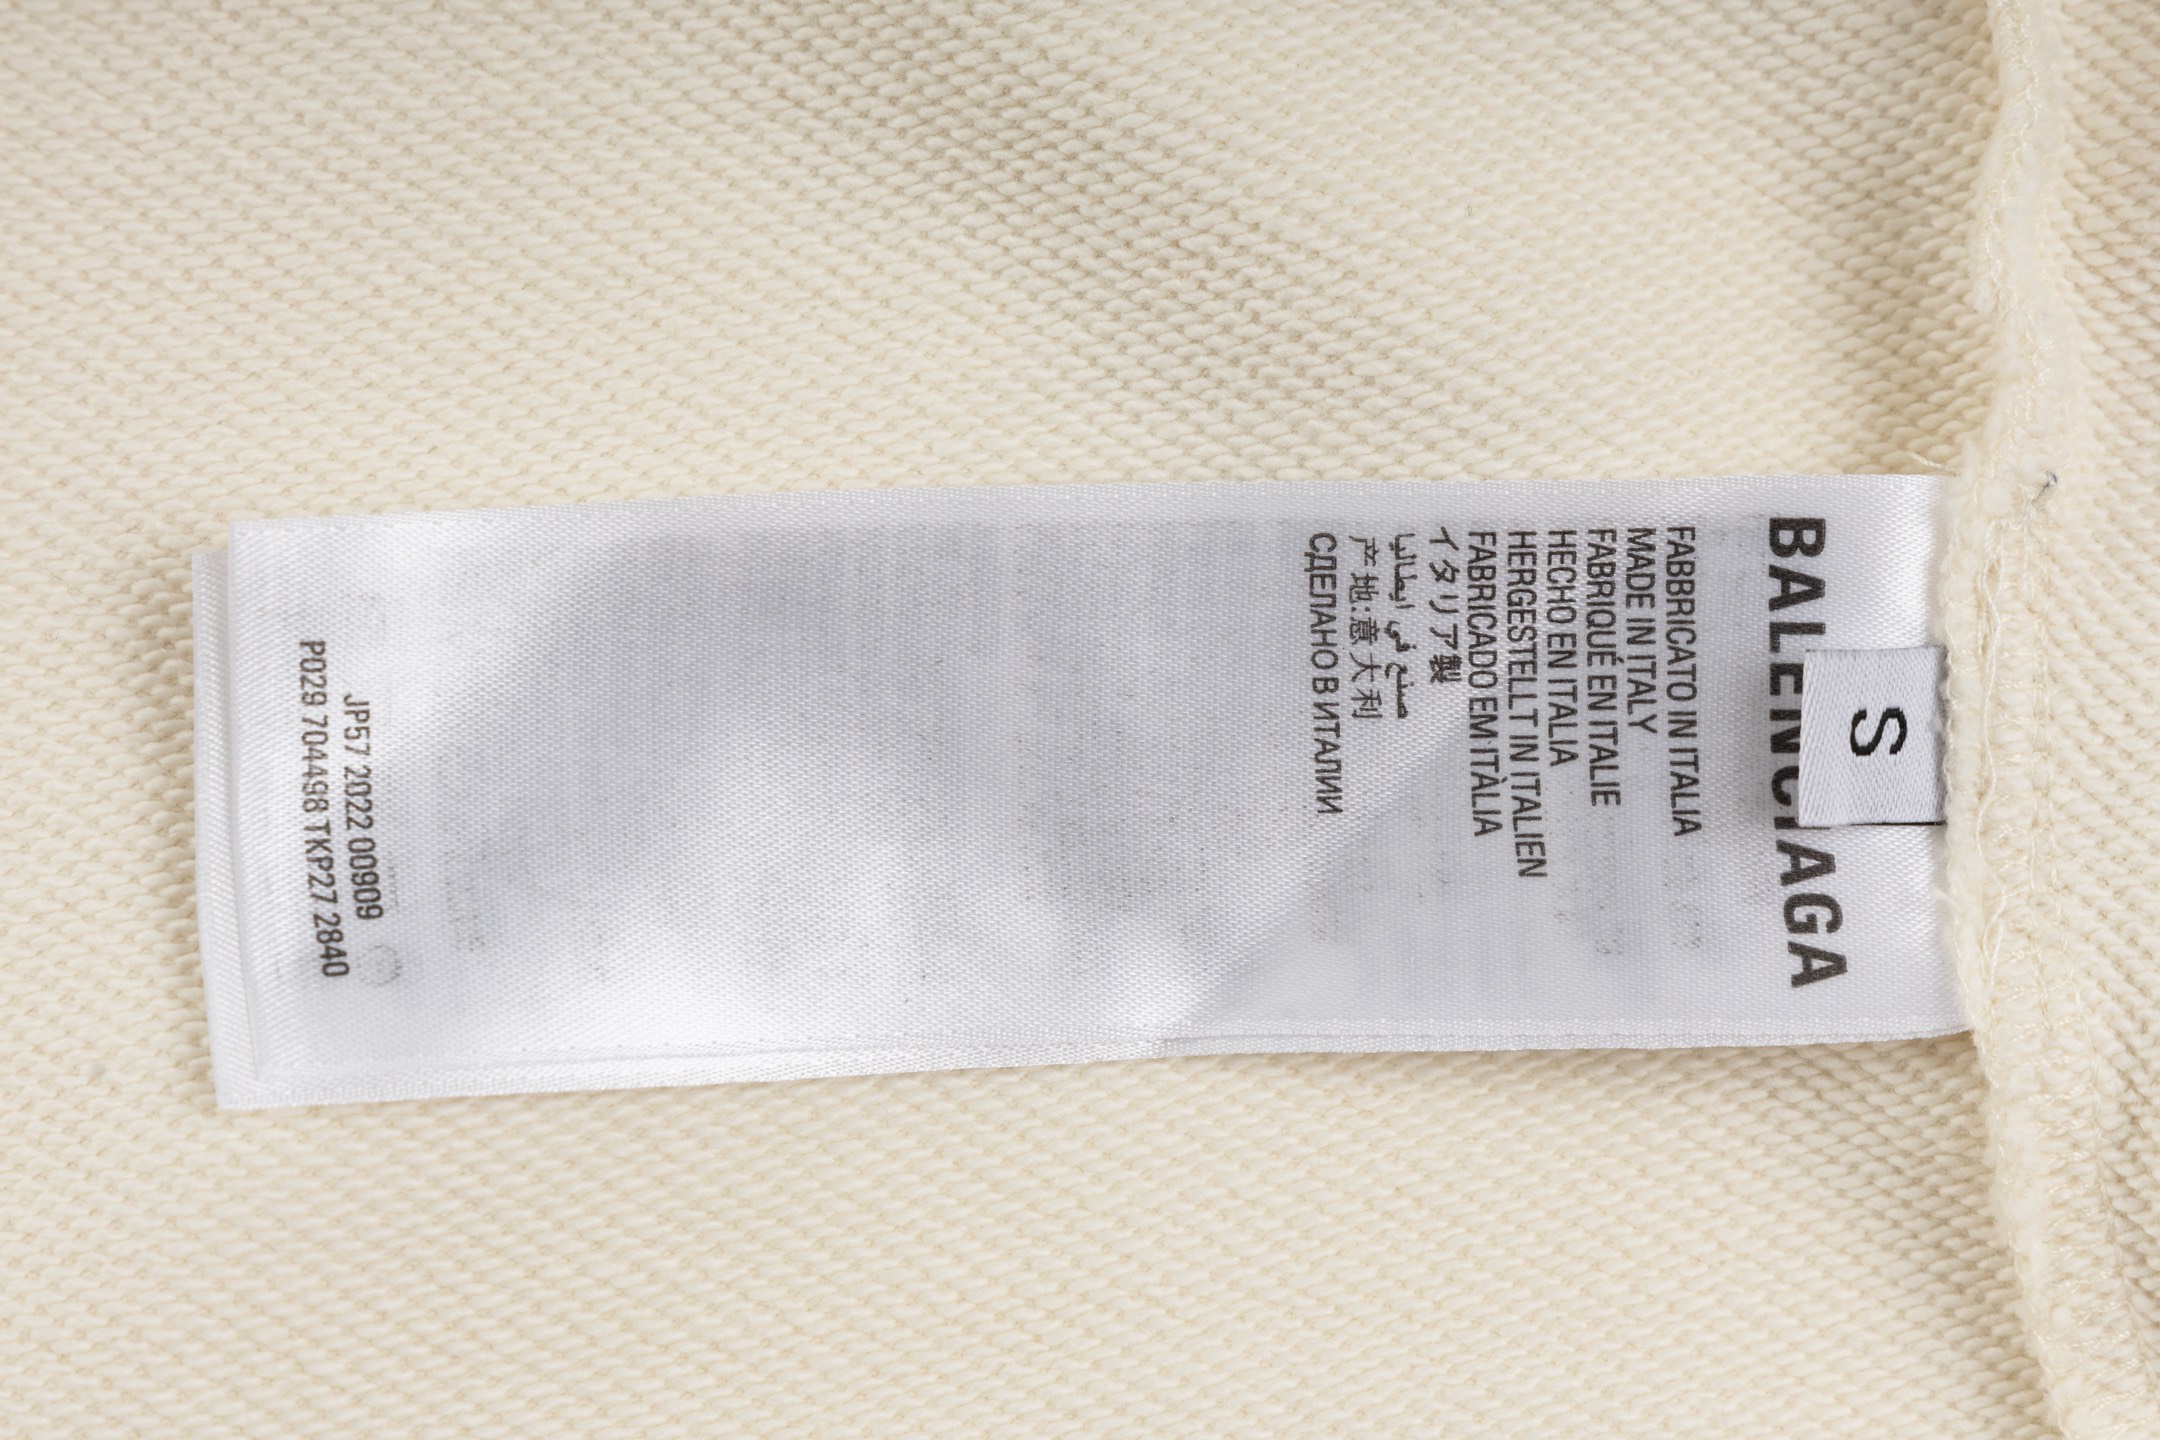 S
BALENCIAGA
FABBRICATO IN ITALIA
MADE IN ITALY
FABRIQUÉ EN ITALIE
HECHO EN ITALIA
HERGESTELLT IN ITALIEN
FABRICADO EM ITÀLIA
イタリア製
صنع في ايطاليا
产地:意大利
СДЕЛАНО В ИТАЛИИ
JP57 2022 009909
P029 704498 TKP27 2840